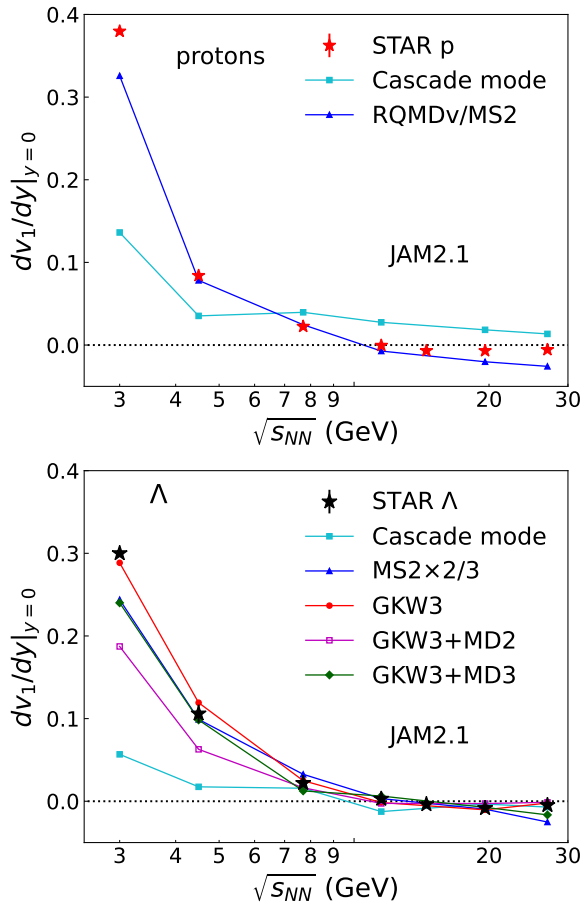 protons
STAR p
Cascade mode
RQMDv/MS2
JAM2.1
0.4
0.3
0.2
0.1
0.0
dv₁/dy|y=0
3 4 5 6 7 8 9 20 30
√sNN (GeV)
Λ
STAR Λ
Cascade mode
MS2×2/3
GKW3
GKW3+MD2
GKW3+MD3
JAM2.1
0.4
0.3
0.2
0.1
0.0
dv₁/dy|y=0
3 4 5 6 7 8 9 20 30
√sNN (GeV)